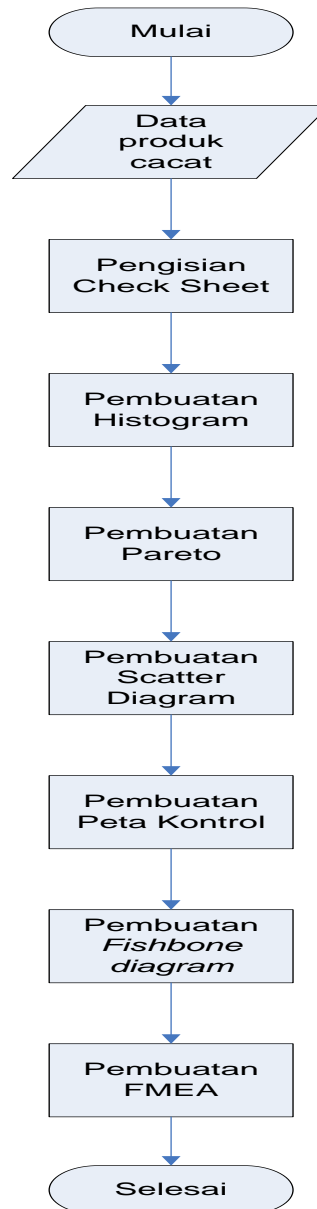 Mulai
Data
produk
cacat
Pengisian
Check Sheet
Pembuatan
Histogram
Pembuatan
Pareto
Pembuatan
Scatter
Diagram
Pembuatan
Peta Kontrol
Pembuatan
Fishbone
diagram
Pembuatan
FMEA
Selesai